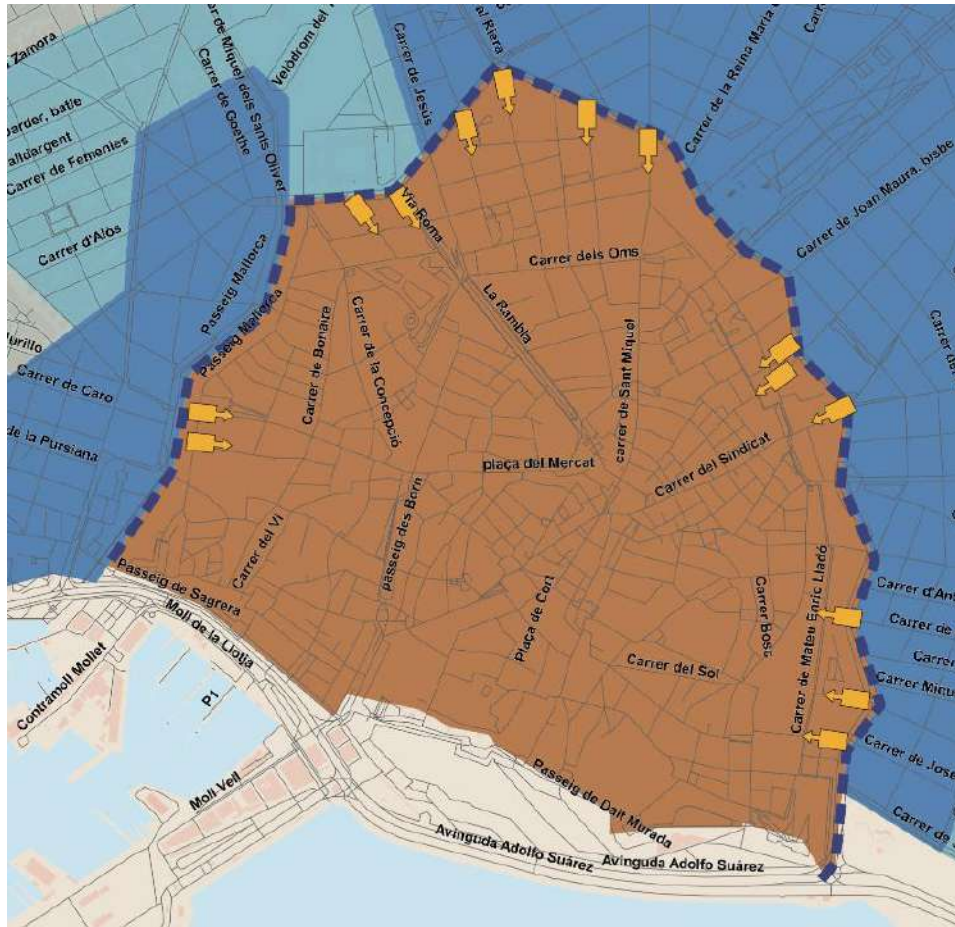 Zamora
Carrer de Miquel dels Sants Oliver
Velòdrom del
Carrer de Goethe
Carrer de Jesús
Riera
Carrer de la Reina Maria
Carrer de Femenies
Carrer d'Alòs
Passeig Mallorca
Passeig Mallorca
Via Roma
Carrer dels Oms
Carrer de Joan Maura, bisbe
La Rambla
Carrer de Bonaire
Carrer de la Concepció
carrer de Sant Miquel
Carrer de Caro
de la Pursiana
plaça del Mercat
Carrer del Sindicat
passeig des Born
Carrer del Vi
Passeig de Sagrera
Moll de la Llotja
Contramoll Mollet
P1
Moll Vell
Plaça de Cort
Carrer del Sol
Carrer Bosc
Carrer de Mateu Enric Lladó
Carrer d'Ant
Carrer de
Carrer
Carrer Miqu
Carrer de José
Carrer de
Passeig de Dalt Murada
Avinguda Adolfo Suárez
Avinguda Adolfo Suárez